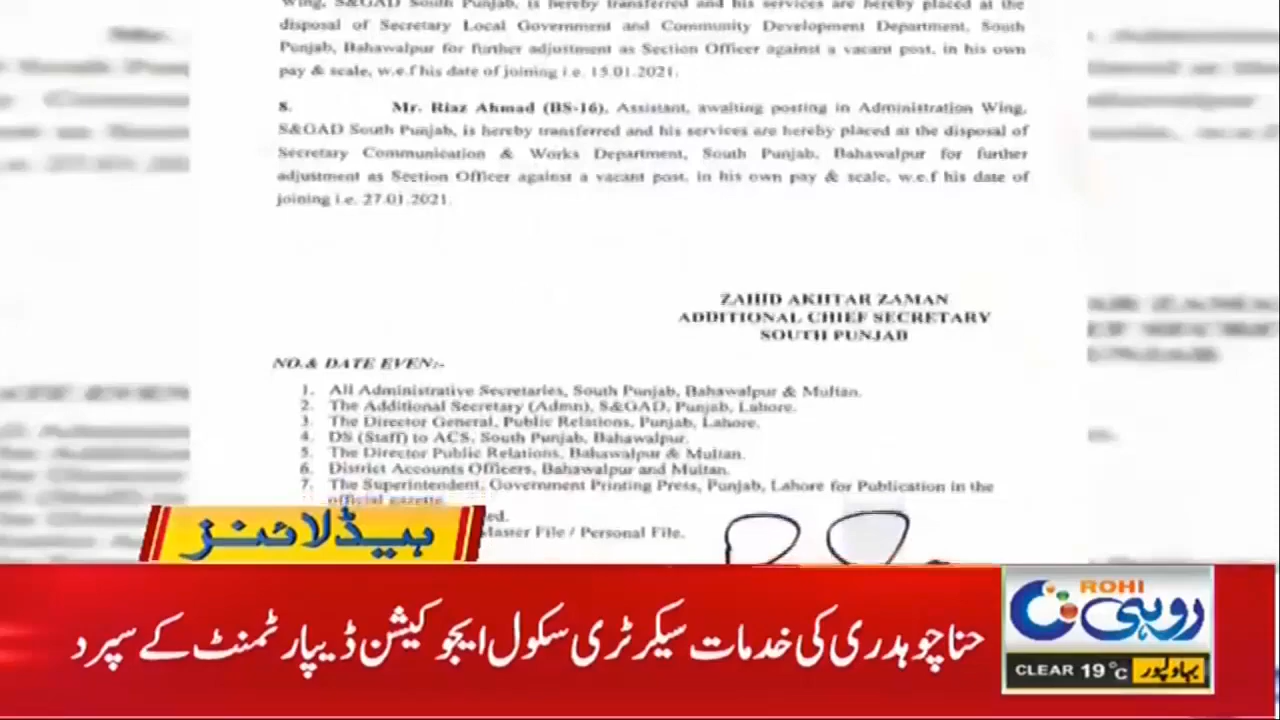 Wing, S&GAD South Punjab, is hereby transferred and his services are hereby placed at the
disposal of Secretary Local Government and Community Development Department, South
Punjab, Bahawalpur for further adjustment as Section Officer against a vacant post, in his own
pay & scale, w.e.f his date of joining i.e. 15.01.2021.
8. Mr. Riaz Ahmad (BS-16), Assistant, awaiting posting in Administration Wing,
S&GAD South Punjab, is hereby transferred and his services are hereby placed at the disposal of
Secretary Communication & Works Department, South Punjab, Bahawalpur for further
adjustment as Section Officer against a vacant post, in his own pay & scale, w.e.f his date of
joining i.e. 27.01.2021.
ZAHID AKHTAR ZAMAN
ADDITIONAL CHIEF SECRETARY
SOUTH PUNJAB
NO.& DATE EVEN:-
1. All Administrative Secretaries, South Punjab, Bahawalpur & Multan.
2. The Additional Secretary (Admn), S&GAD, Punjab, Lahore.
3. The Director General, Public Relations, Punjab, Lahore.
4. DS (Staff) to ACS, South Punjab, Bahawalpur.
5. The Director Public Relations, Bahawalpur & Multan.
6. District Accounts Officers, Bahawalpur and Multan.
7. The Superintendent, Government Printing Press, Punjab, Lahore for Publication in the
official gazette.
Master File / Personal File.
ہیڈلائنز
حنا چوہدری کی خدمات سیکرٹری سکول ایجوکیشن ڈیپارٹمنٹ کے سپرد
ROHI
روہی
CLEAR 19°C بہاولپور